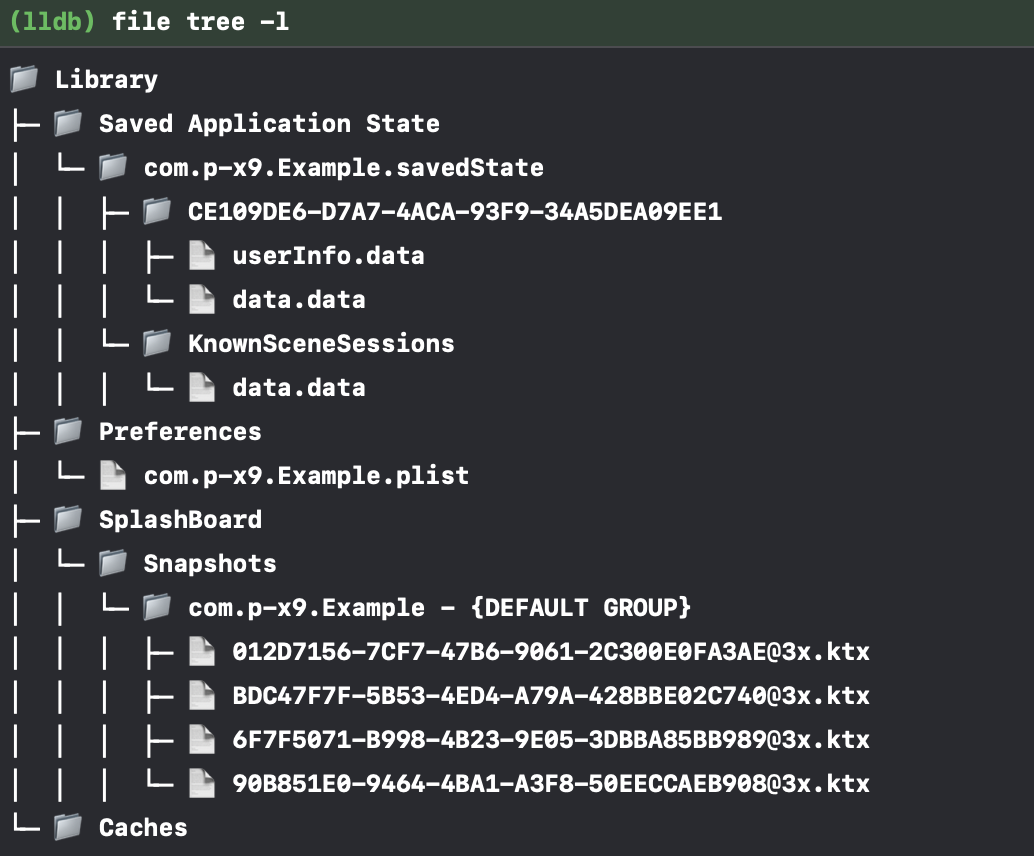 (lldb) file tree -l
Library
├─ Saved Application State
│  └─ com.p-x9.Example.savedState
│  │  ├─ CE109DE6-D7A7-4ACA-93F9-34A5DEA09EE1
│  │  │  ├─ userInfo.data
│  │  │  └─ data.data
│  │  └─ KnownSceneSessions
│  │  │  └─ data.data
├─ Preferences
│  └─ com.p-x9.Example.plist
├─ SplashBoard
│  └─ Snapshots
│  │  └─ com.p-x9.Example - {DEFAULT GROUP}
│  │  │  ├─ 012D7156-7CF7-47B6-9061-2C300E0FA3AE@3x.ktx
│  │  │  ├─ BDC47F7F-5B53-4ED4-A79A-428BBE02C740@3x.ktx
│  │  │  ├─ 6F7F5071-B998-4B23-9E05-3DBBA85BB989@3x.ktx
│  │  │  └─ 90B851E0-9464-4BA1-A3F8-50EECCAEB908@3x.ktx
└─ Caches